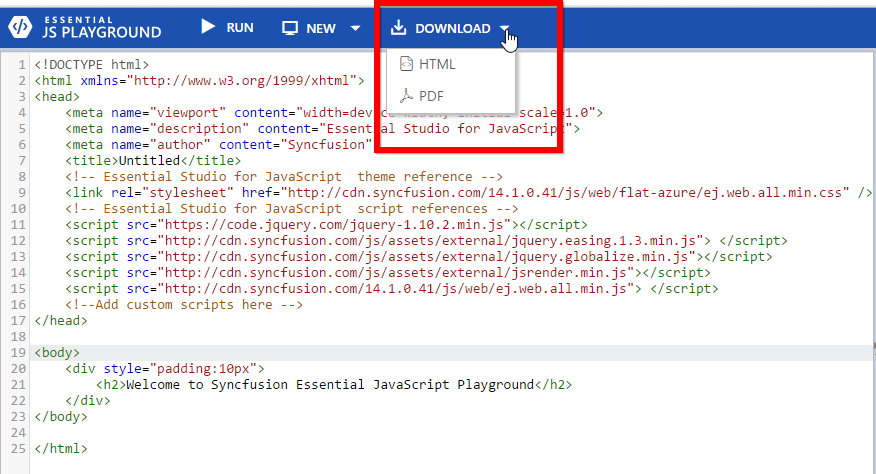 ESSENTIAL
JS PLAYGROUND
RUN
NEW
DOWNLOAD
HTML
PDF
1 <!DOCTYPE html>
2 <html xmlns="http://www.w3.org/1999/xhtml">
3 <head>
4 <meta name="viewport" content="width=device scale=1.0">
5 <meta name="description" content="Essential Studio for JavaScript">
6 <meta name="author" content="Syncfusion"
7 <title>Untitled</title>
8 <!-- Essential Studio for JavaScript  theme reference -->
9 <link rel="stylesheet" href="http://cdn.syncfusion.com/14.1.0.41/js/web/flat-azure/ej.web.all.min.css" />
10 <!-- Essential Studio for JavaScript  script references -->
11 <script src="https://code.jquery.com/jquery-1.10.2.min.js"></script>
12 <script src="http://cdn.syncfusion.com/js/assets/external/jquery.easing.1.3.min.js"> </script>
13 <script src="http://cdn.syncfusion.com/js/assets/external/jquery.globalize.min.js"></script>
14 <script src="http://cdn.syncfusion.com/js/assets/external/jsrender.min.js"></script>
15 <script src="http://cdn.syncfusion.com/14.1.0.41/js/web/ej.web.all.min.js"> </script>
16 <!--Add custom scripts here -->
17 </head>
18
19 <body>
20 <div style="padding:10px">
21 <h2>Welcome to Syncfusion Essential JavaScript Playground</h2>
22 </div>
23 </body>
24
25 </html>